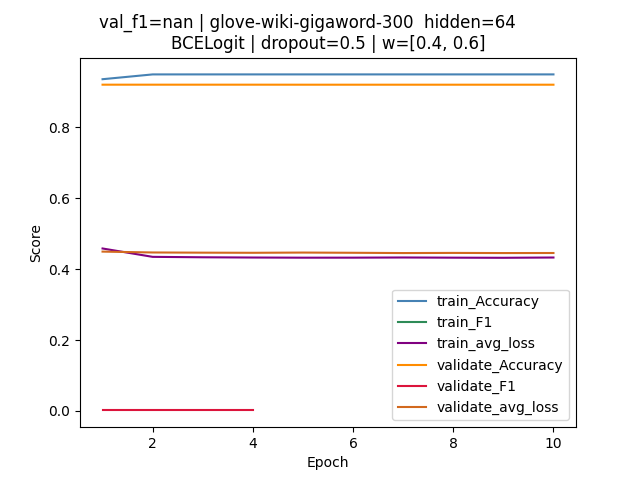 val_f1=nan | glove-wiki-gigaword-300 hidden=64
BCELogit | dropout=0.5 | w=[0.4, 0.6]
Score
0.8
0.6
0.4
0.2
0.0
train_Accuracy
train_F1
train_avg_loss
validate_Accuracy
validate_F1
validate_avg_loss
2 4 6 8 10
Epoch